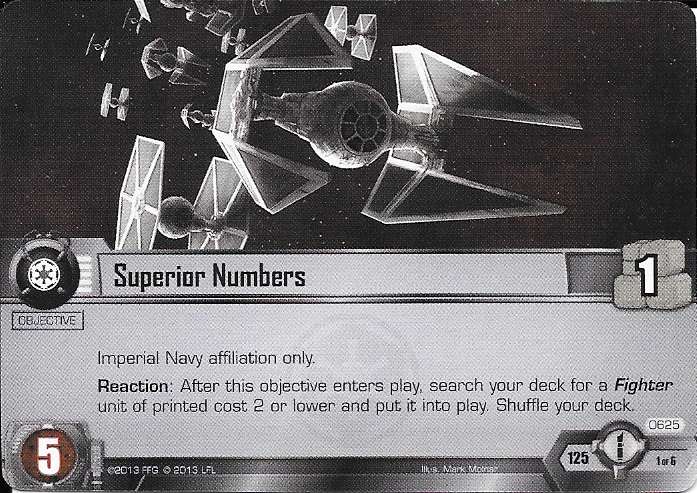 Superior Numbers
1
OBJECTIVE
Imperial Navy affiliation only.
Reaction: After this objective enters play, search your deck for a Fighter
unit of printed cost 2 or lower and put it into play. Shuffle your deck.
0625
5
©2013 FFG © 2013 LFL
Illus. Mark Molnar
125
1 of 6